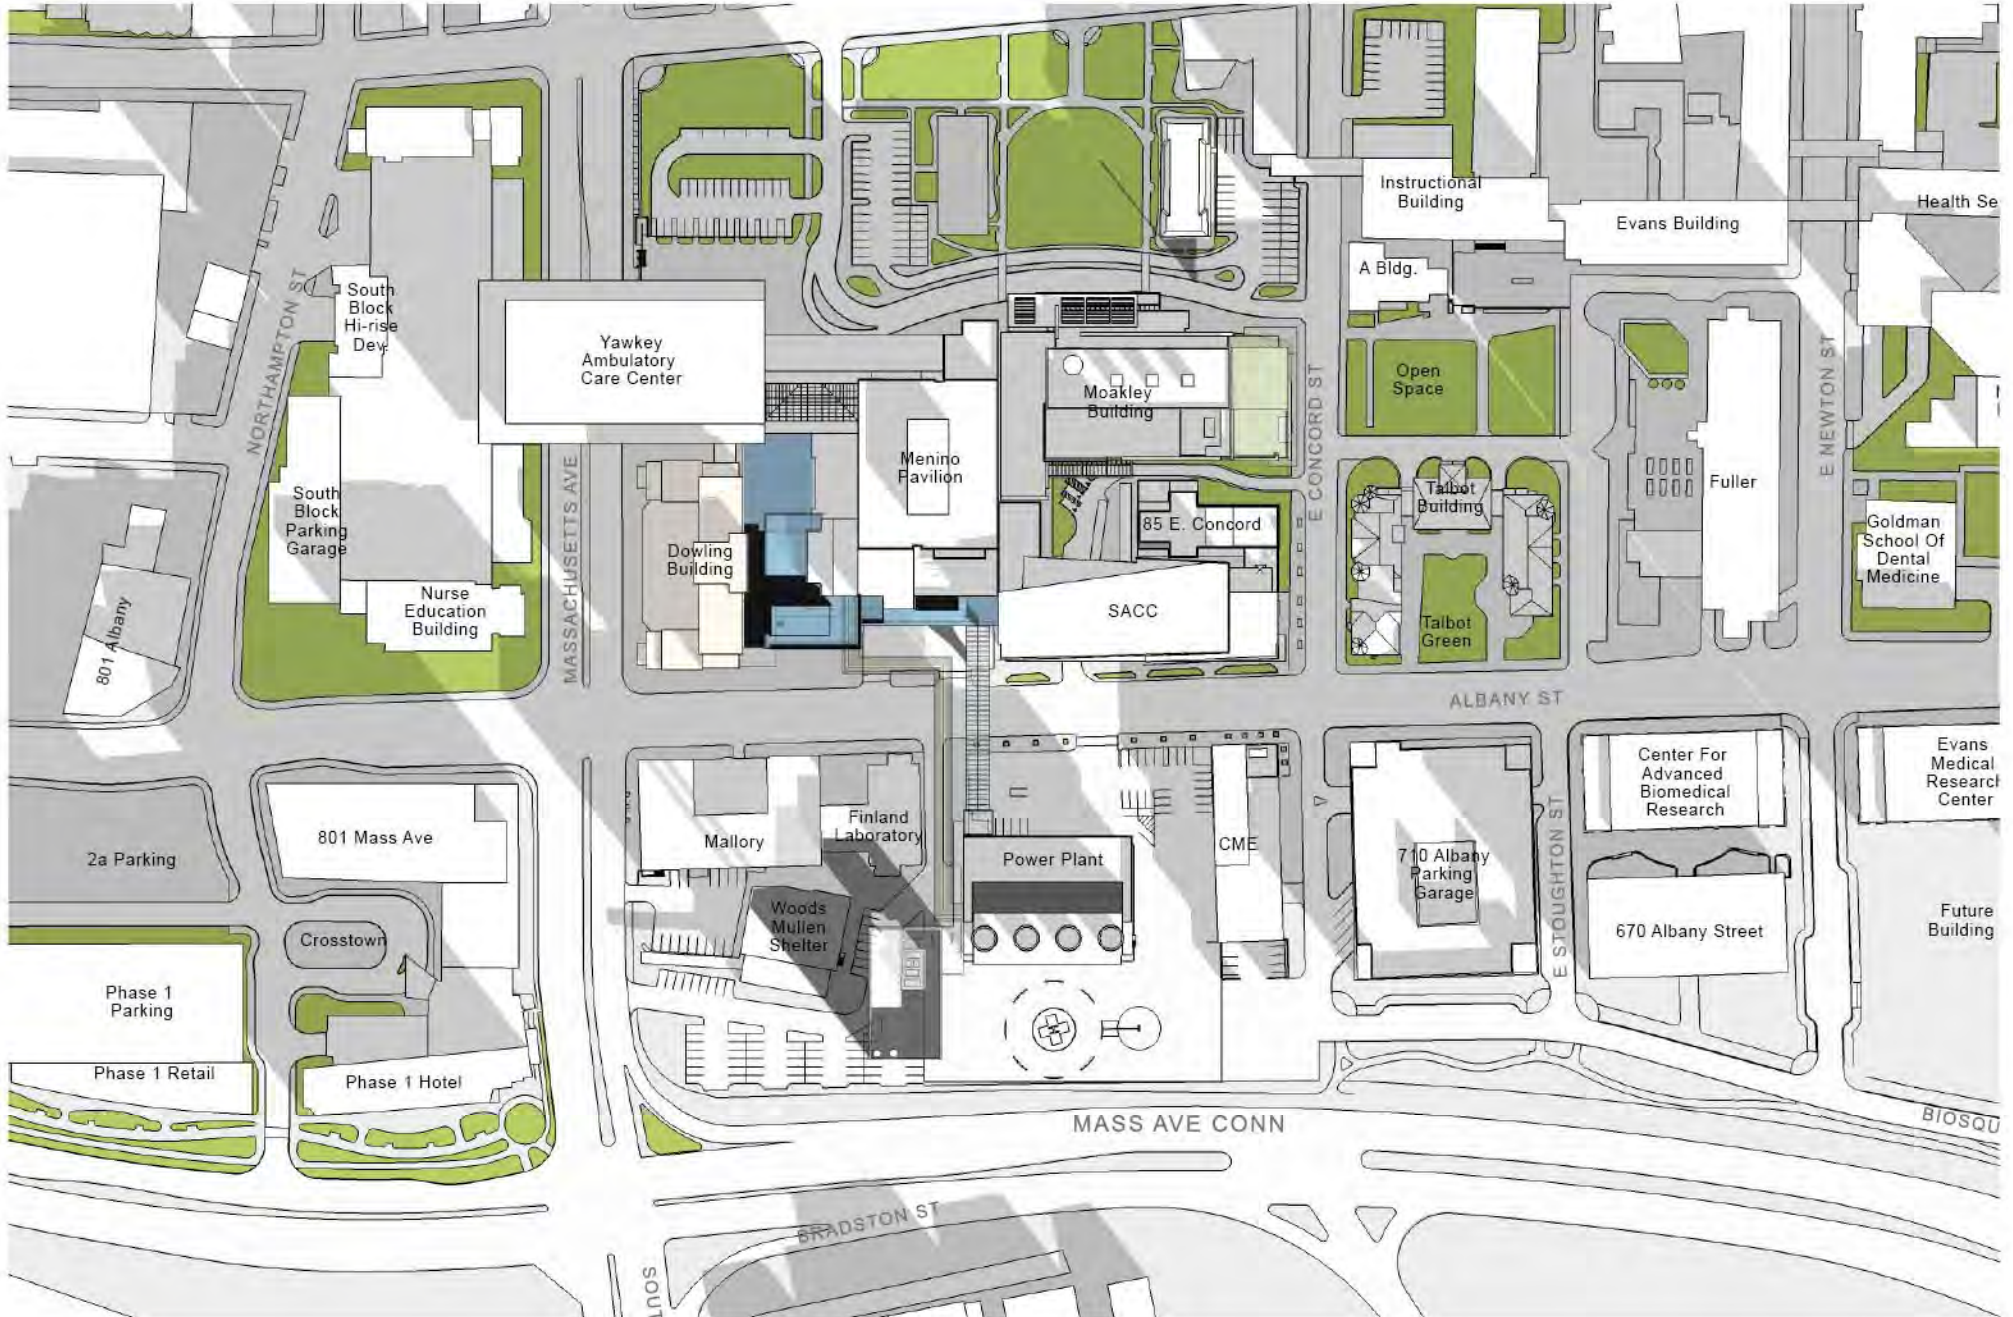 Instructional
Building
Evans Building
Health Se
A Bldg.
NORTHAMPTON ST
South
Block
Hi-rise
Dev.
Yawkey
Ambulatory
Care Center
Moakley
Building
E CONCORD ST
Open
Space
E NEWTON ST
Menino
Pavilion
South
Block
Parking
Garage
MASSACHUSETTS AVE
Dowling
Building
85 E. Concord
Talbot
Building
Fuller
Goldman
School Of
Dental
Medicine
801 Albany
Nurse
Education
Building
SACC
Talbot
Green
ALBANY ST
2a Parking
801 Mass Ave
Mallory
Finland
Laboratory
Power Plant
CME
710 Albany
Parking
Garage
E STOUGHTON ST
Center For
Advanced
Biomedical
Research
Evans
Medical
Research
Center
Crosstown
Woods
Mullen
Shelter
670 Albany Street
Future
Building
Phase 1
Parking
Phase 1 Retail
Phase 1 Hotel
MASS AVE CONN
BIOSQU
BRADSTON ST
SOUT